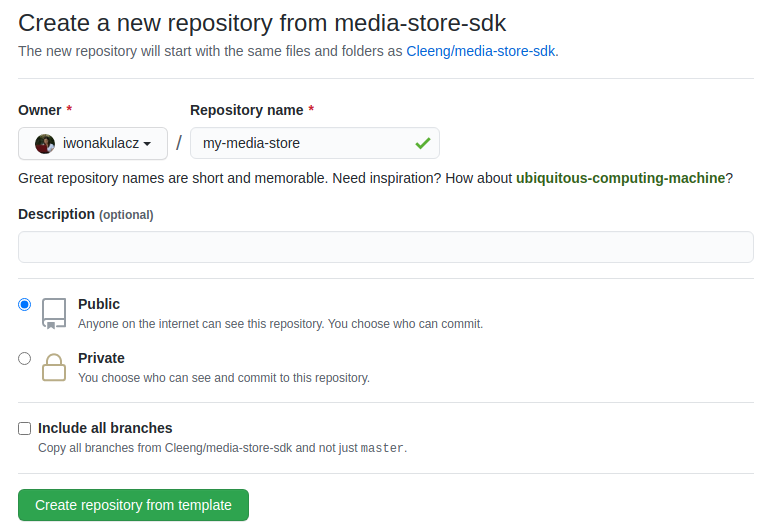 Create a new repository from media-store-sdk
The new repository will start with the same files and folders as Cleeng/media-store-sdk.
Owner * Repository name *
iwonakulacz / my-media-store
Great repository names are short and memorable. Need inspiration? How about ubiquitous-computing-machine?
Description (optional)
Public
Anyone on the internet can see this repository. You choose who can commit.
Private
You choose who can see and commit to this repository.
Include all branches
Copy all branches from Cleeng/media-store-sdk and not just master.
Create repository from template